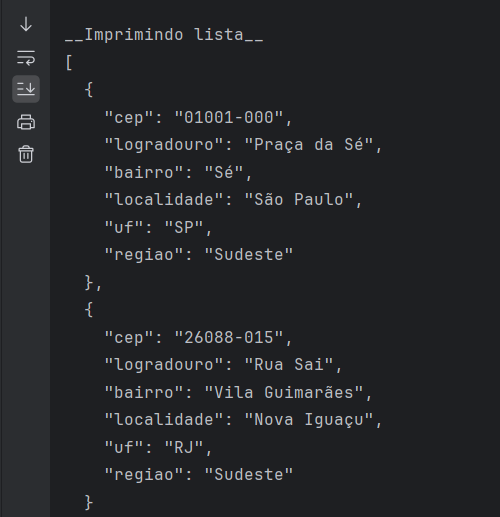 __Imprimindo lista__
[
  {
    "cep": "01001-000",
    "logradouro": "Praça da Sé",
    "bairro": "Sé",
    "localidade": "São Paulo",
    "uf": "SP",
    "regiao": "Sudeste"
  },
  {
    "cep": "26088-015",
    "logradouro": "Rua Sai",
    "bairro": "Vila Guimarães",
    "localidade": "Nova Iguaçu",
    "uf": "RJ",
    "regiao": "Sudeste"
  }